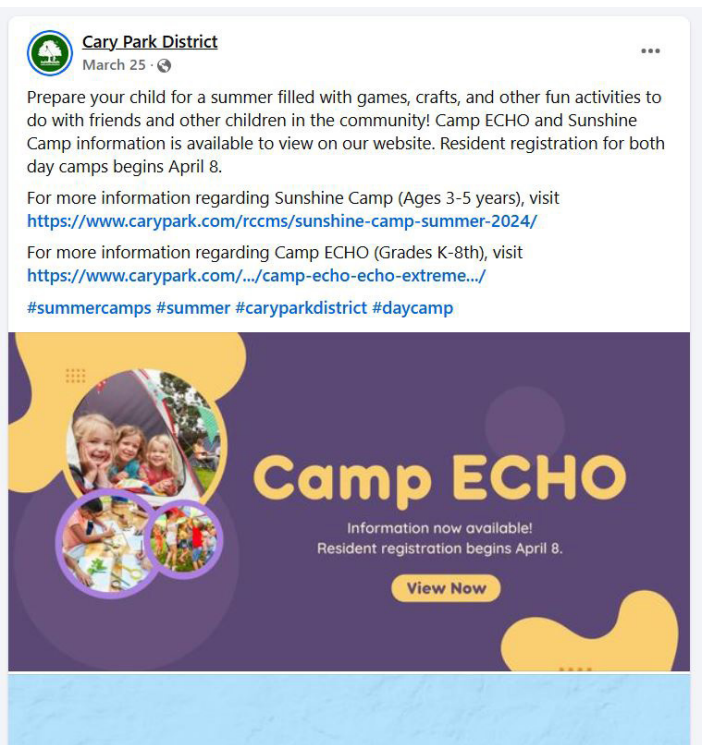 Cary Park District
March 25 ·
Prepare your child for a summer filled with games, crafts, and other fun activities to
do with friends and other children in the community! Camp ECHO and Sunshine
Camp information is available to view on our website. Resident registration for both
day camps begins April 8.
For more information regarding Sunshine Camp (Ages 3-5 years), visit
https://www.carypark.com/rccms/sunshine-camp-summer-2024/
For more information regarding Camp ECHO (Grades K-8th), visit
https://www.carypark.com/.../camp-echo-echo-extreme.../
#summercamps #summer #caryparkdistrict #daycamp
Camp ECHO
Information now available!
Resident registration begins April 8.
View Now